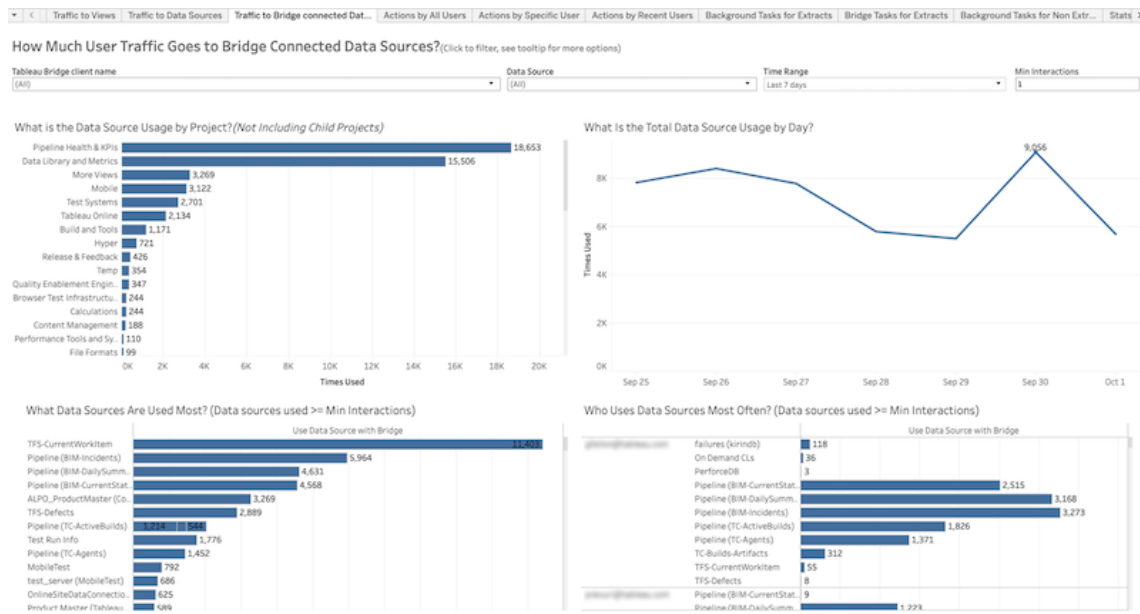 Traffic to Views Traffic to Data Sources Traffic to Bridge connected Dat... Actions by All Users Actions by Specific User Actions by Recent Users Background Tasks for Extracts Bridge Tasks for Extracts Background Tasks for Non Extr... Stats
How Much User Traffic Goes to Bridge Connected Data Sources?(Click to filter, see tooltip for more options)
Tableau Bridge client name Data Source Time Range Min Interactions
(All) (All) Last 7 days 1
What is the Data Source Usage by Project?(Not Including Child Projects)
Pipeline Health & KPIs 18,653
Data Library and Metrics 15,506
More Views 3,269
Mobile 3,122
Test Systems 2,701
Tableau Online 2,134
Build and Tools 1,171
Hyper 721
Release & Feedback 426
Temp 354
Quality Enablement Engin.. 347
Browser Test Infrastructu.. 244
Calculations 244
Content Management 188
Performance Tools and Sy.. 110
File Formats 99
0K 2K 4K 6K 8K 10K 12K 14K 16K 18K 20K
Times Used
What Is the Total Data Source Usage by Day?
9,056
8K
6K
4K
2K
0K
Times Used
Sep 25 Sep 26 Sep 27 Sep 28 Sep 29 Sep 30 Oct 1
What Data Sources Are Used Most? (Data sources used >= Min Interactions)
Use Data Source with Bridge
TFS-CurrentWorkItem 11,403
Pipeline (BIM-Incidents) 5,964
Pipeline (BIM-DailySumm.. 4,631
Pipeline (BIM-CurrentStat.. 4,568
ALPO_ProductMaster (Co.. 3,269
TFS-Defects 2,889
Pipeline (TC-ActiveBuilds) 1,214 544
Test Run Info 1,776
Pipeline (TC-Agents) 1,452
MobileTest 792
test_server (MobileTest) 686
OnlineSiteDataConnectio.. 625
Product Master (Tableau 589
Who Uses Data Sources Most Often? (Data sources used >= Min Interactions)
Use Data Source with Bridge
failures (kirindb) 118
On Demand CLs 36
PerforceDB 3
Pipeline (BIM-CurrentStat.. 2,515
Pipeline (BIM-DailySumm.. 3,168
Pipeline (BIM-Incidents) 3,273
Pipeline (TC-ActiveBuilds) 1,826
Pipeline (TC-Agents) 1,371
TC-Builds-Artifacts 312
TFS-CurrentWorkItem 55
TFS-Defects 8
Pipeline (BIM-CurrentStat.. 9
Pipeline (BIM-DailySumm.. 1,223